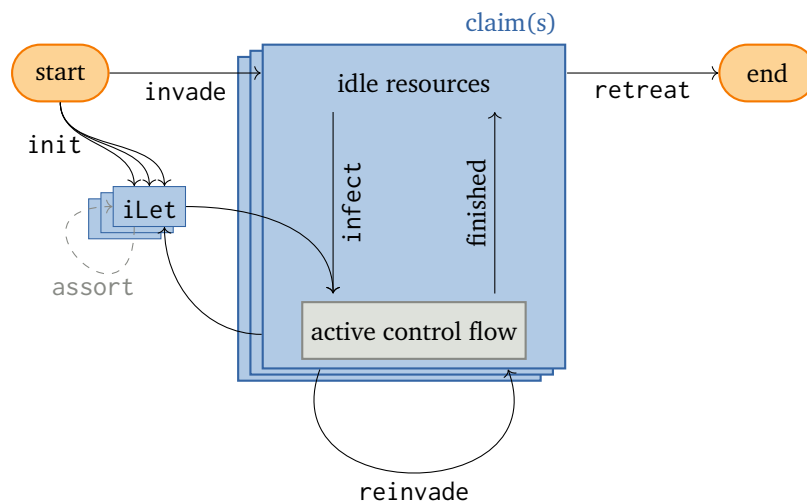 claim(s)
start
invade
idle resources
retreat
end
init
iLet
infect
finished
assort
active control flow
reinvade